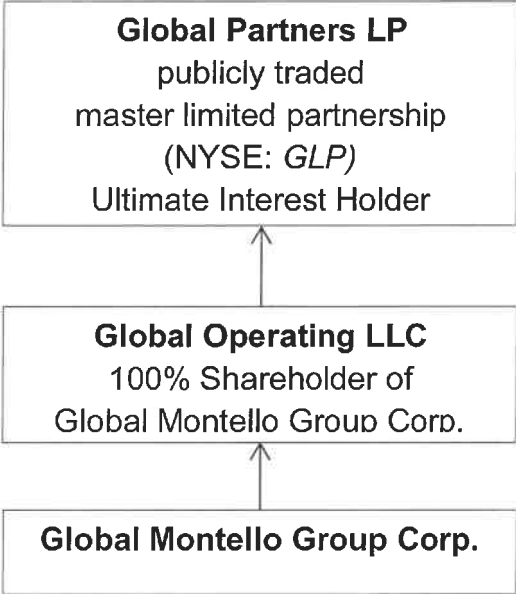 Global Partners LP
publicly traded
master limited partnership
(NYSE: GLP)
Ultimate Interest Holder
Global Operating LLC
100% Shareholder of
Global Montello Group Corp.
Global Montello Group Corp.